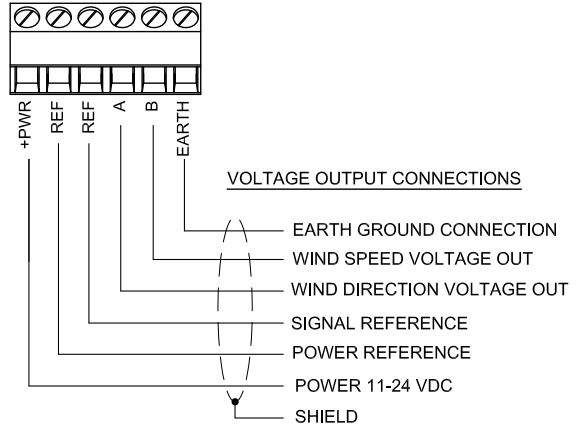 +PWR
REF
REF
A
B
EARTH
VOLTAGE OUTPUT CONNECTIONS
EARTH GROUND CONNECTION
WIND SPEED VOLTAGE OUT
WIND DIRECTION VOLTAGE OUT
SIGNAL REFERENCE
POWER REFERENCE
POWER 11-24 VDC
SHIELD